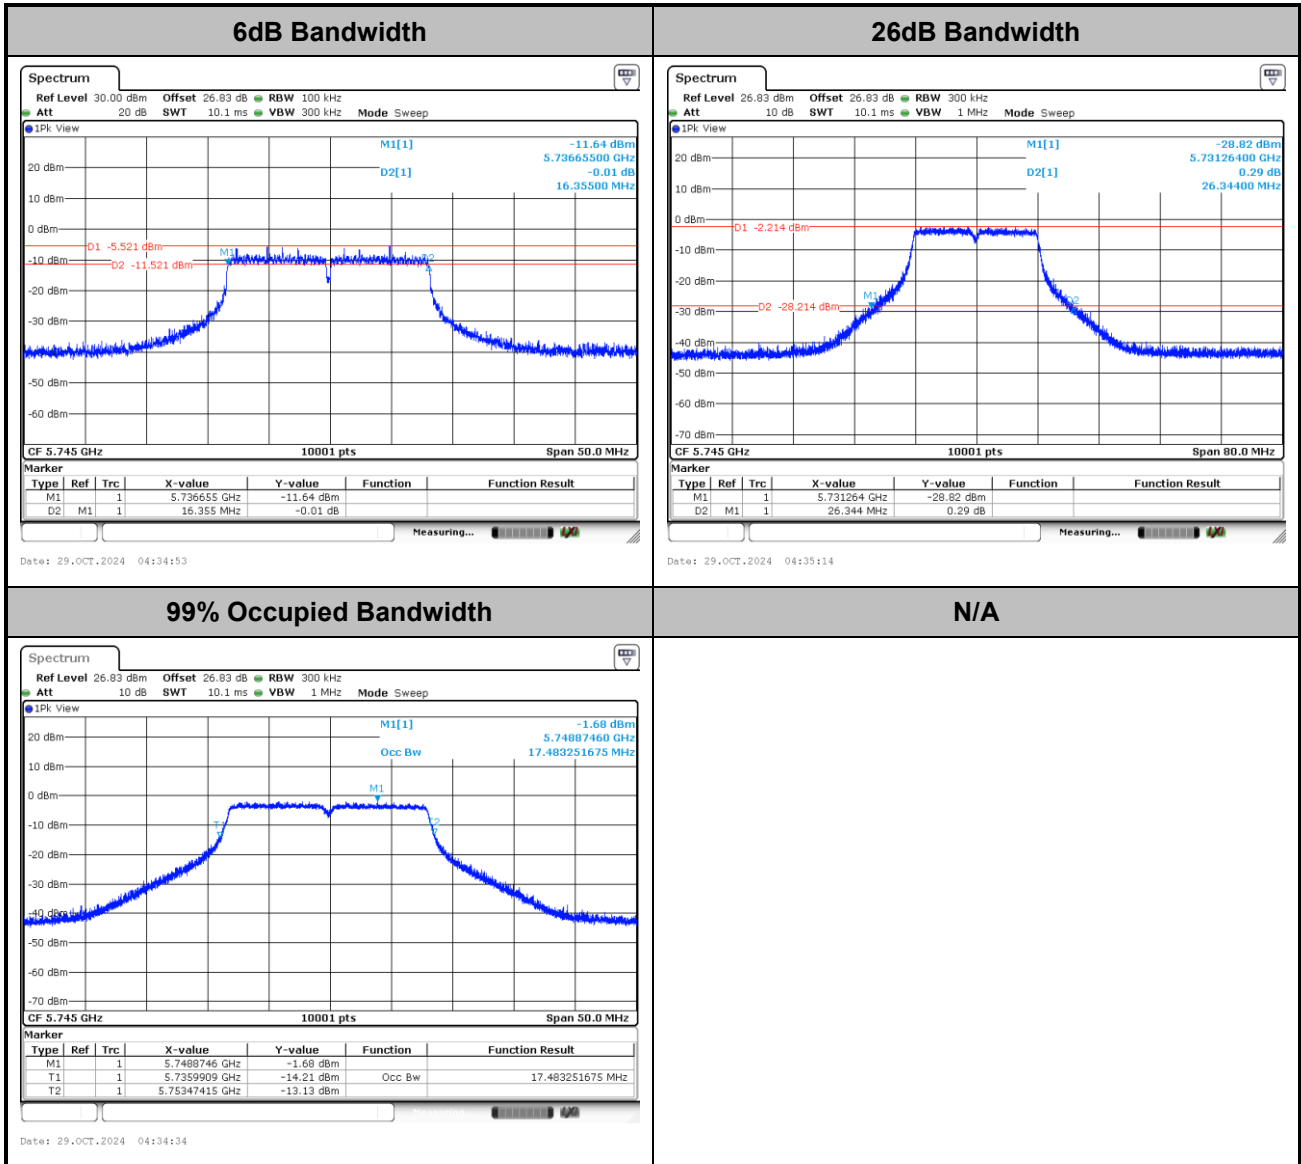 6dB Bandwidth
26dB Bandwidth
Spectrum
Ref Level 30.00 dBm Offset 26.83 dB RBW 100 kHz
Att 20 dB SWT 10.1 ms VBW 300 kHz Mode Sweep
1Pk View
M1[1] -11.64 dBm
5.73665500 GHz
D2[1] -0.01 dB
16.35500 MHz
20 dBm
10 dBm
0 dBm
D1 -5.521 dBm
M1
D2
-10 dBm
D2 -11.521 dBm
-20 dBm
-30 dBm
-40 dBm
-50 dBm
-60 dBm
CF 5.745 GHz 10001 pts Span 50.0 MHz
Marker
Type Ref Trc X-value Y-value Function Function Result
M1 1 5.736655 GHz -11.64 dBm
D2 M1 1 16.355 MHz -0.01 dB
Measuring...
Date: 29.OCT.2024 04:34:53
Spectrum
Ref Level 26.83 dBm Offset 26.83 dB RBW 300 kHz
Att 10 dB SWT 10.1 ms VBW 1 MHz Mode Sweep
1Pk View
M1[1] -28.82 dBm
5.73126400 GHz
D2[1] 0.29 dB
26.34400 MHz
20 dBm
10 dBm
0 dBm
D1 -2.214 dBm
-10 dBm
-20 dBm
M1
D2
D2 -28.214 dBm
-30 dBm
-40 dBm
-50 dBm
-60 dBm
-70 dBm
CF 5.745 GHz 10001 pts Span 80.0 MHz
Marker
Type Ref Trc X-value Y-value Function Function Result
M1 1 5.731264 GHz -28.82 dBm
D2 M1 1 26.344 MHz 0.29 dB
Measuring...
Date: 29.OCT.2024 04:35:14
99% Occupied Bandwidth
N/A
Spectrum
Ref Level 26.83 dBm Offset 26.83 dB RBW 300 kHz
Att 10 dB SWT 10.1 ms VBW 1 MHz Mode Sweep
1Pk View
M1[1] -1.68 dBm
5.74887460 GHz
Occ Bw 17.483251675 MHz
20 dBm
10 dBm
0 dBm
M1
-10 dBm
T1
T2
-20 dBm
-30 dBm
-40 dBm
-50 dBm
-60 dBm
-70 dBm
CF 5.745 GHz 10001 pts Span 50.0 MHz
Marker
Type Ref Trc X-value Y-value Function Function Result
M1 1 5.7488746 GHz -1.68 dBm
T1 1 5.7359909 GHz -14.21 dBm Occ Bw 17.483251675 MHz
T2 1 5.75347415 GHz -13.13 dBm
Measuring...
Date: 29.OCT.2024 04:34:34